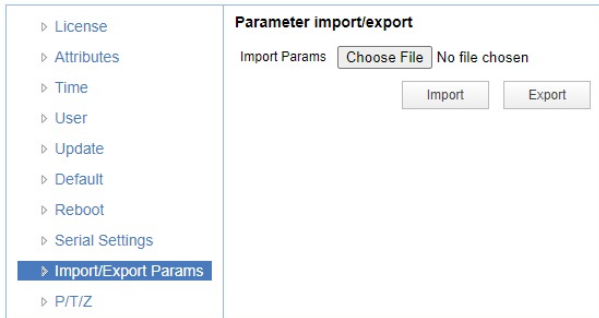 License
Attributes
Time
User
Update
Default
Reboot
Serial Settings
Import/Export Params
P/T/Z
Parameter import/export
Import Params Choose File No file chosen
Import Export